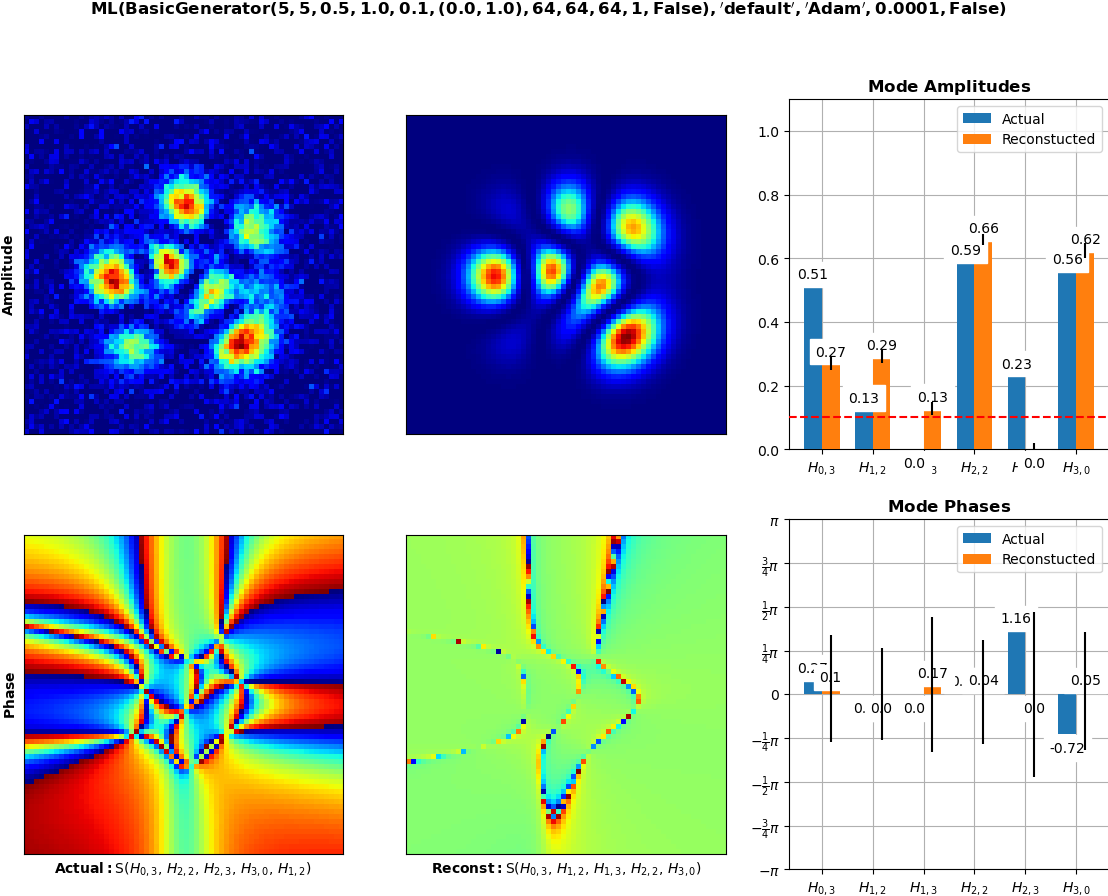 ML(BasicGenerator(5, 5, 0.5, 1.0, 0.1, (0.0, 1.0), 64, 64, 64, 1, False), ′default′, ′Adam′, 0.0001, False)
Mode Amplitudes
Actual
Reconstucted
1.0
0.8
0.6
0.4
0.2
0.0
0.51
0.27
0.13
0.29
0.0
0.13
0.59
0.66
0.23
0.0
0.56
0.62
H0,3 H1,2 3 H2,2 H3,0
Amplitude
Mode Phases
Actual
Reconstucted
π
3/4π
1/2π
1/4π
0
−1/4π
−1/2π
−3/4π
−π
0.1
0.0
0.0
0.17
0.04
1.16
-0.72
0.05
H0,3 H1,2 H1,3 H2,2 H2,3 H3,0
Phase
Actual: S(H0,3, H2,2, H2,3, H3,0, H1,2)
Reconst: S(H0,3, H1,2, H1,3, H2,2, H3,0)